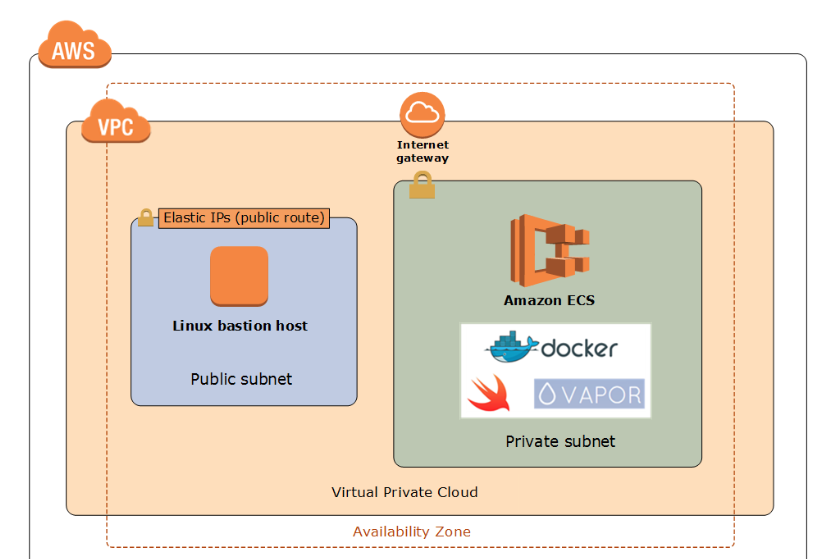 AWS
VPC
Internet
gateway
Elastic IPs (public route)
Linux bastion host
Public subnet
Amazon ECS
docker
VAPOR
Private subnet
Virtual Private Cloud
Availability Zone